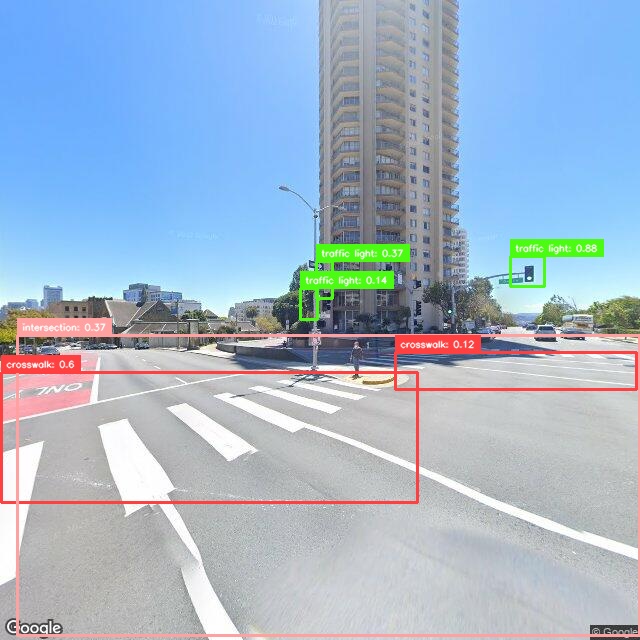 traffic light: 0.88
traffic light: 0.37
traffic light: 0.14
intersection: 0.37
crosswalk: 0.12
crosswalk: 0.6
ONLY
Google
© Google